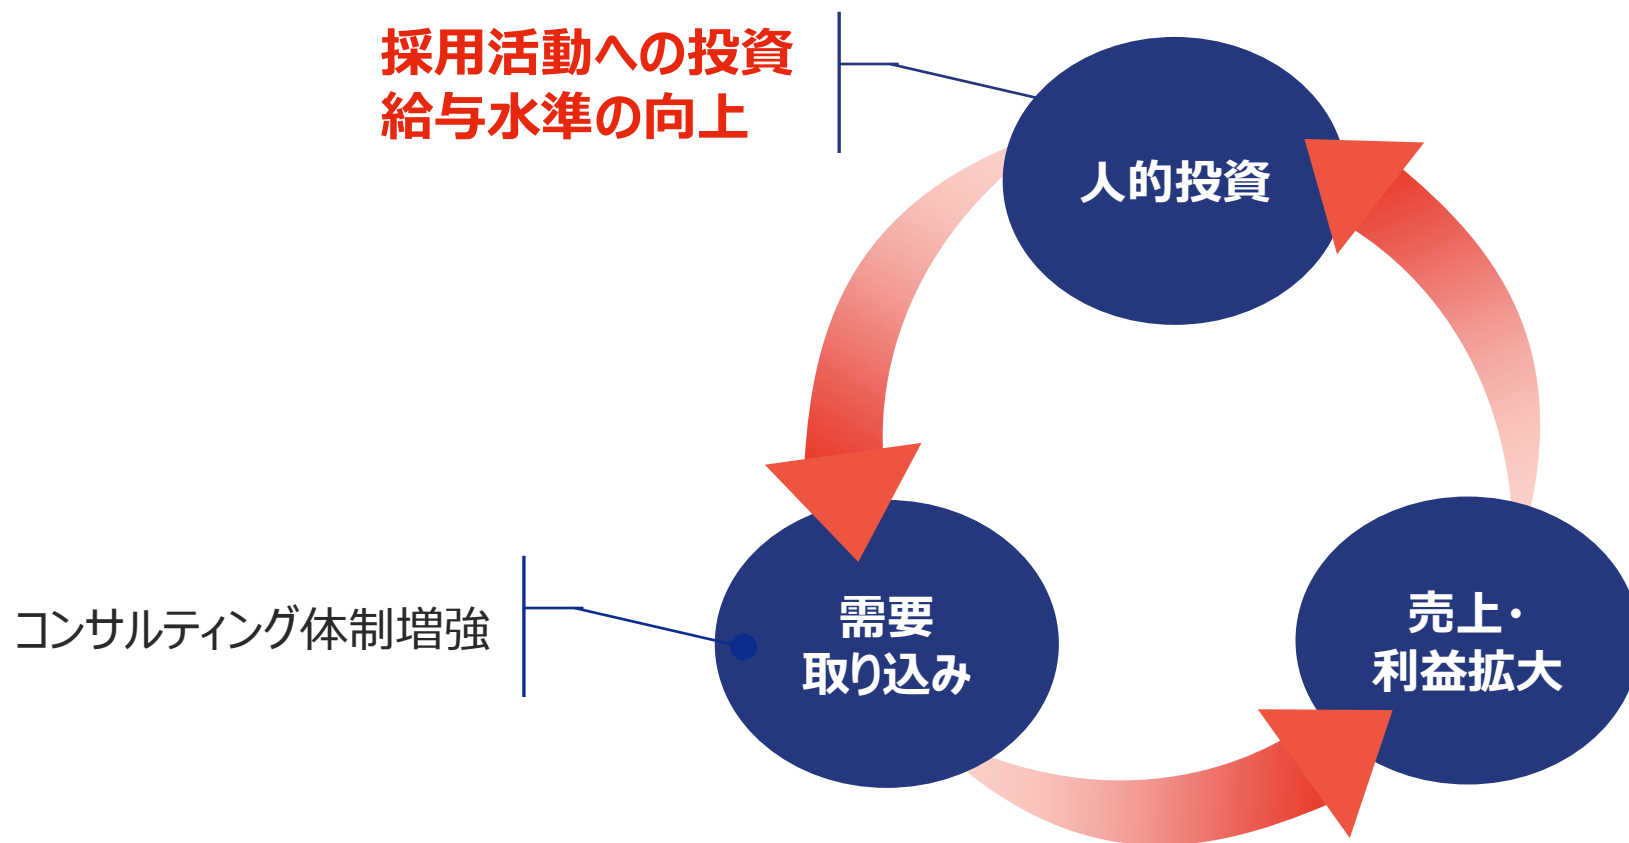 採用活動への投資
給与水準の向上
人的投資
コンサルティング体制増強
需要
取り込み
売上・
利益拡大